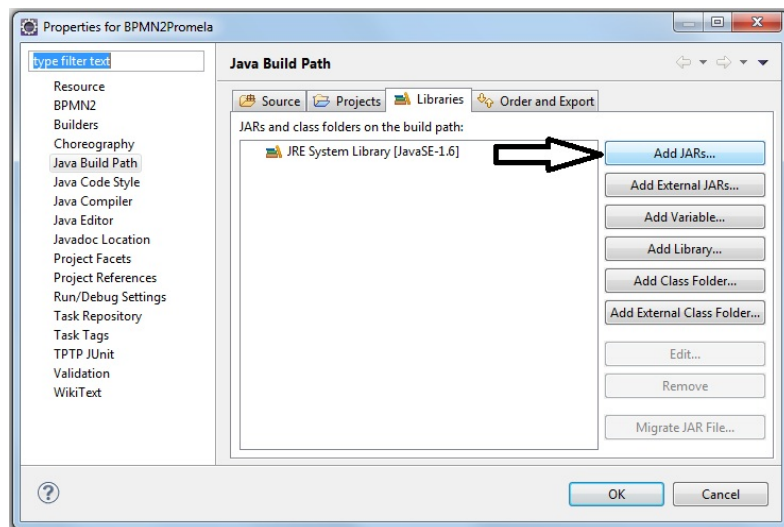 Properties for BPMN2Promela
type filter text
Resource
BPMN2
Builders
Choreography
Java Build Path
Java Code Style
Java Compiler
Java Editor
Javadoc Location
Project Facets
Project References
Run/Debug Settings
Task Repository
Task Tags
TPTP JUnit
Validation
WikiText
Java Build Path
Source Projects Libraries Order and Export
JARs and class folders on the build path:
JRE System Library [JavaSE-1.6]
Add JARs...
Add External JARs...
Add Variable...
Add Library...
Add Class Folder...
Add External Class Folder...
Edit...
Remove
Migrate JAR File...
?
OK Cancel